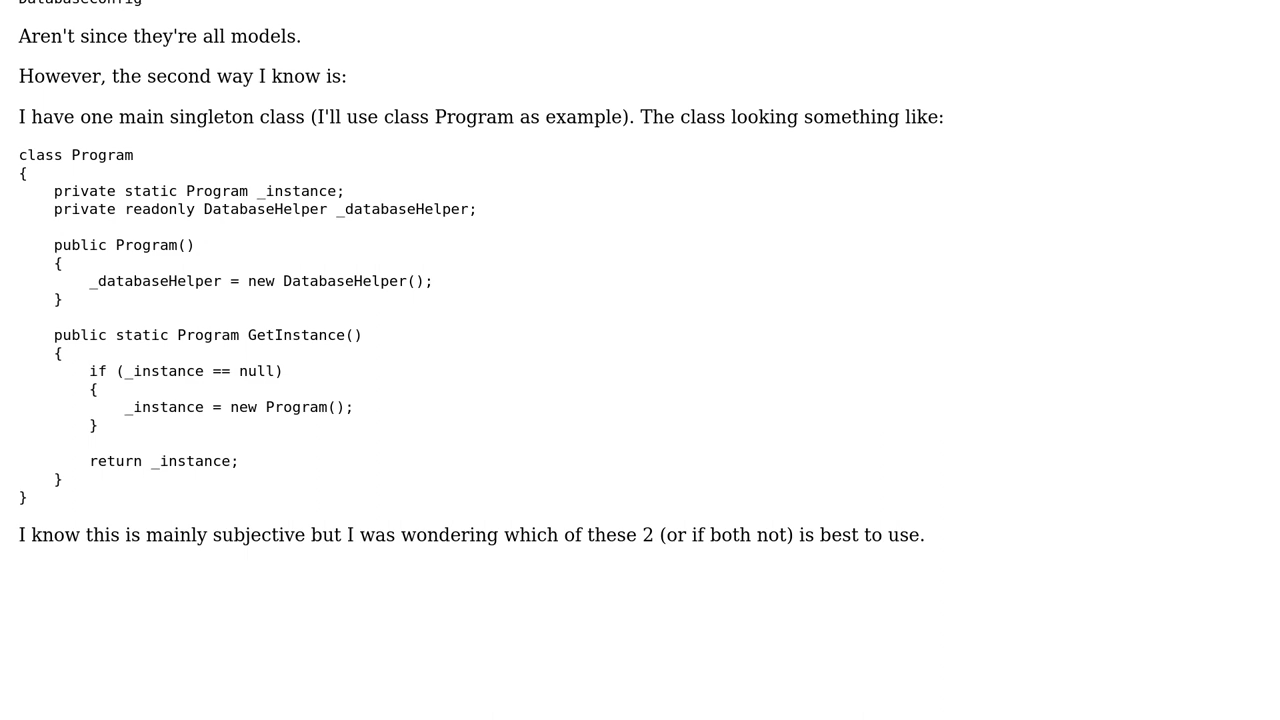 DatabaseConfig
Aren't since they're all models.
However, the second way I know is:
I have one main singleton class (I'll use class Program as example). The class looking something like:
class Program
{
    private static Program _instance;
    private readonly DatabaseHelper _databaseHelper;

    public Program()
    {
        _databaseHelper = new DatabaseHelper();
    }

    public static Program GetInstance()
    {
        if (_instance == null)
        {
            _instance = new Program();
        }

        return _instance;
    }
}
I know this is mainly subjective but I was wondering which of these 2 (or if both not) is best to use.